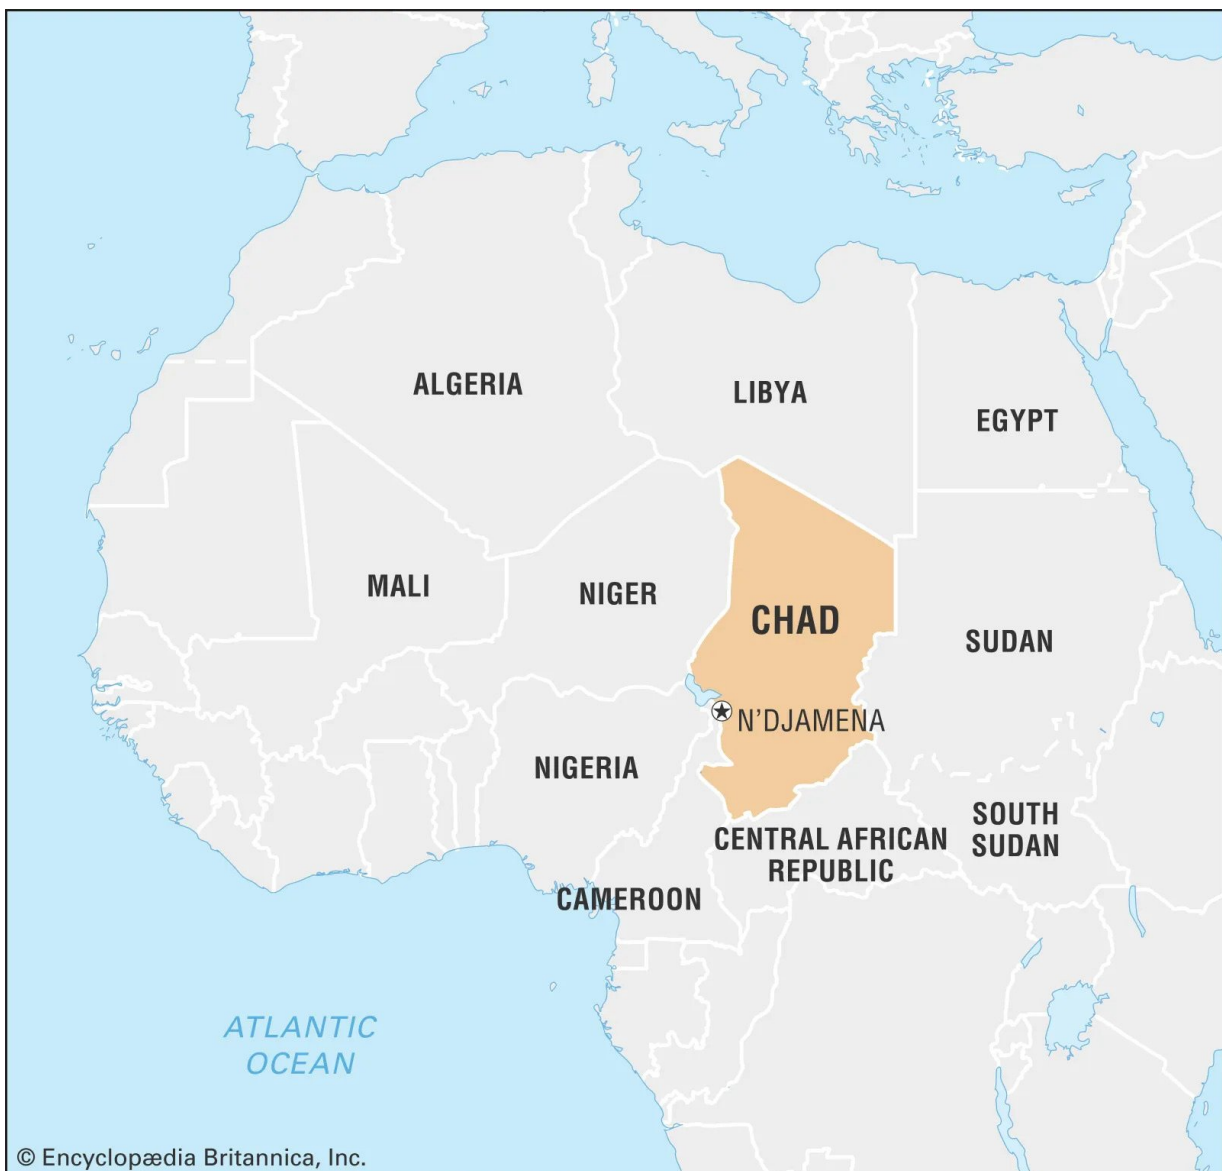 ALGERIA
LIBYA
EGYPT
MALI
NIGER
CHAD
SUDAN
N'DJAMENA
NIGERIA
SOUTH
SUDAN
CENTRAL AFRICAN
REPUBLIC
CAMEROON
ATLANTIC
OCEAN
© Encyclopædia Britannica, Inc.